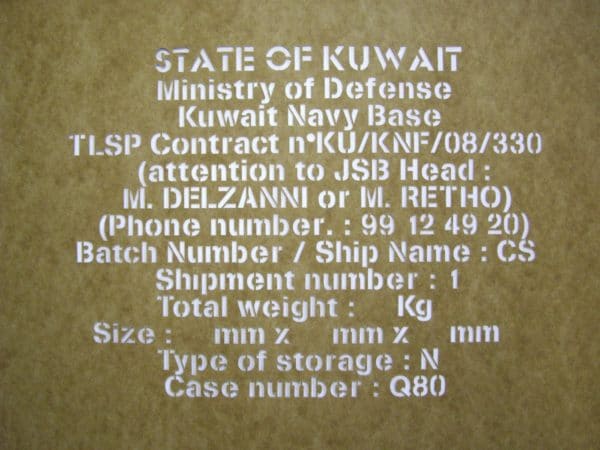 STATE OF KUWAIT
Ministry of Defense
Kuwait Navy Base
TLSP Contract n°KU/KNF/08/330
(attention to JSB Head :
M. DELZANNI or M. RETHO)
(Phone number. : 99 12 49 20)
Batch Number / Ship Name : CS
Shipment number : 1
Total weight : Kg
Size : mm x mm x mm
Type of storage : N
Case number : Q80